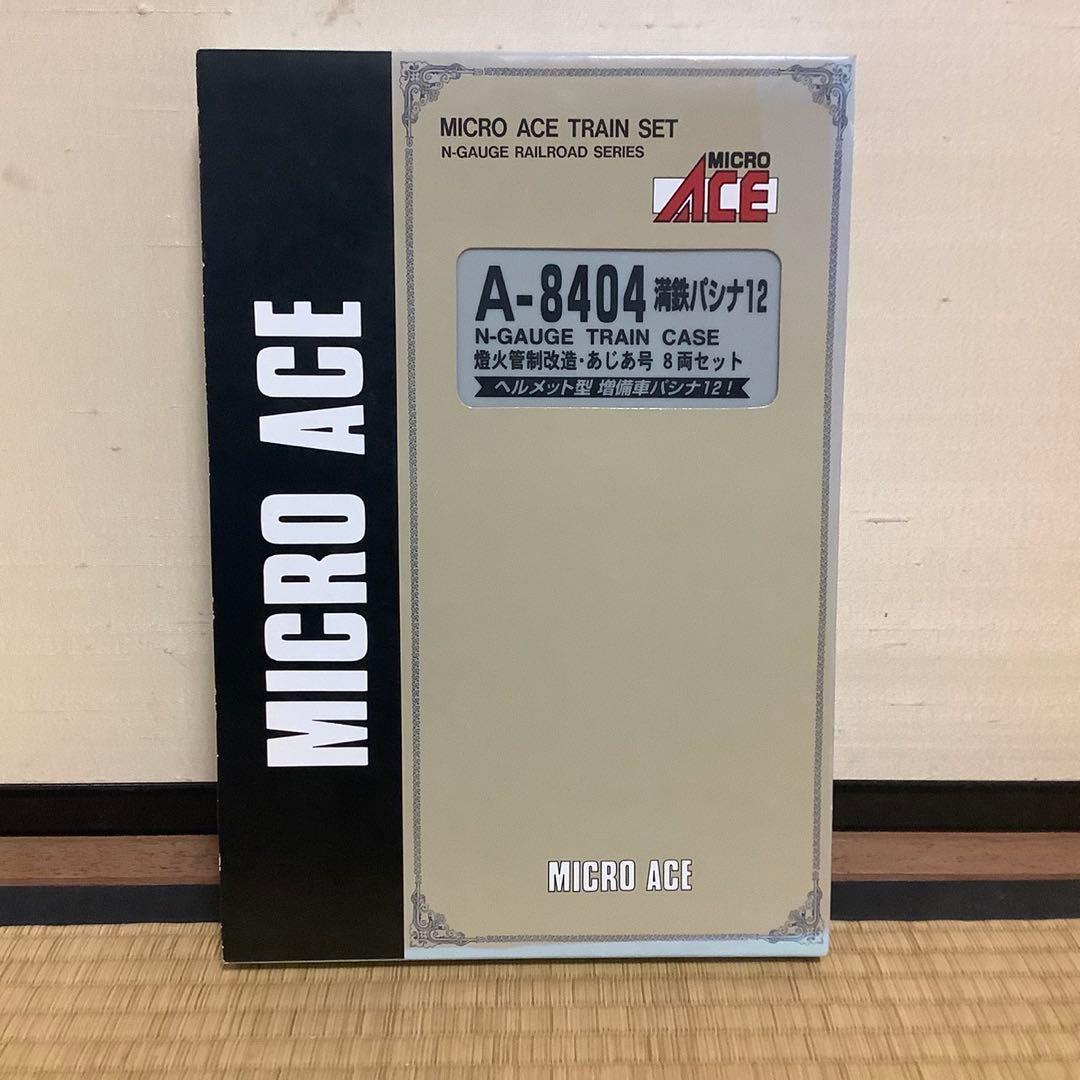 MICRO ACE
MICRO ACE TRAIN SET
N-GAUGE RAILROAD SERIES
MICRO
ACE
A-8404 満鉄パシナ12
N-GAUGE TRAIN CASE
燈火管制改造・あじあ号 8両セット
ヘルメット型 増備車パシナ12!
MICRO ACE